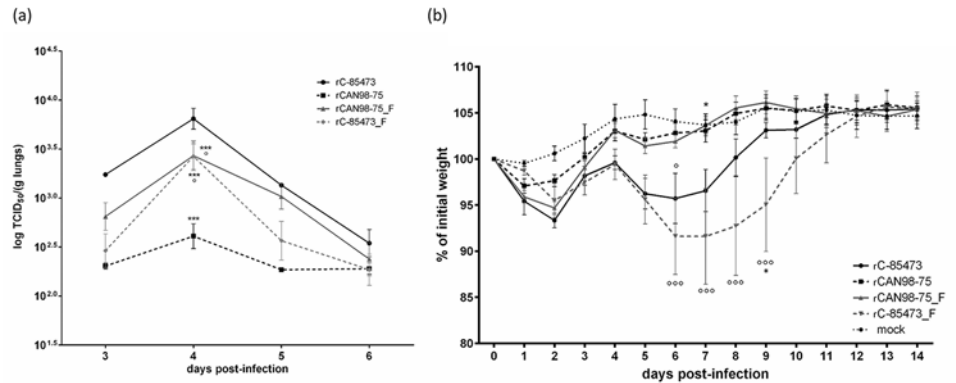 (a)
log TCID50/(g lungs)
10^4.5
10^4.0
10^3.5
10^3.0
10^2.5
10^2.0
10^1.5
3 4 5 6
days post-infection
rC-85473
rCAN98-75
rCAN98-75_F
rC-85473_F
***
°
***
°
***
(b)
% of initial weight
110
105
100
95
90
85
80
0 1 2 3 4 5 6 7 8 9 10 11 12 13 14
days post-infection
*
°
°°°
°°°
°°°
°°°
*
rC-85473
rCAN98-75
rCAN98-75_F
rC-85473_F
mock